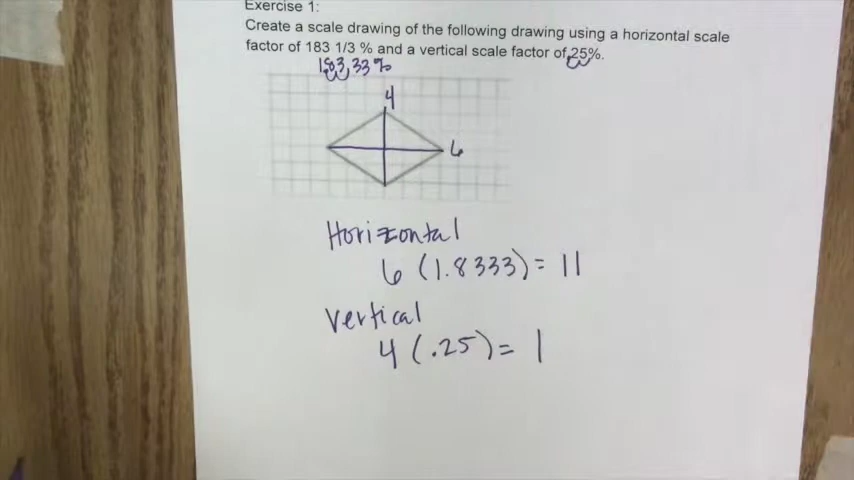 Exercise 1:
Create a scale drawing of the following drawing using a horizontal scale
factor of 183 1/3 % and a vertical scale factor of 25%.
183.33%
4
6
Horizontal
6 (1.8333) = 11
Vertical
4 (.25) = 1